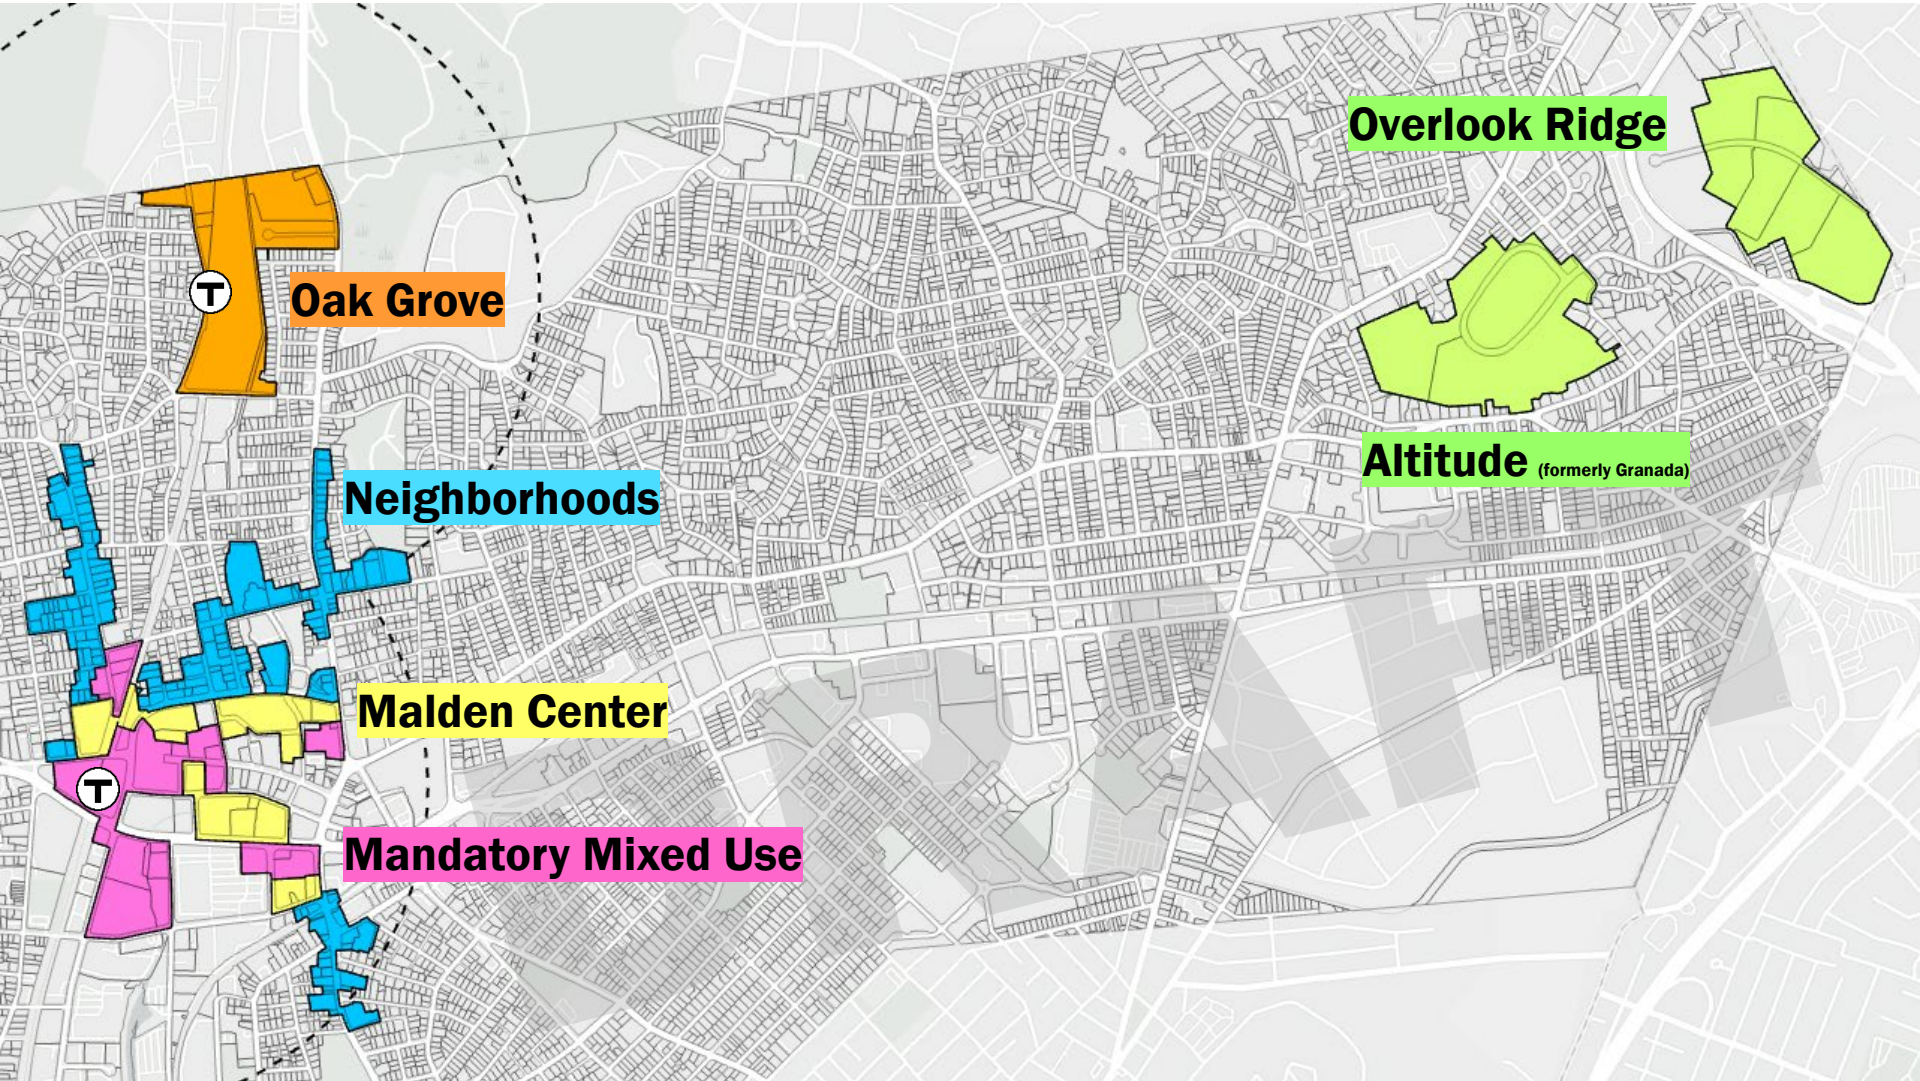 Overlook Ridge
T
Oak Grove
Altitude (formerly Granada)
Neighborhoods
Malden Center
T
Mandatory Mixed Use
DRAFT